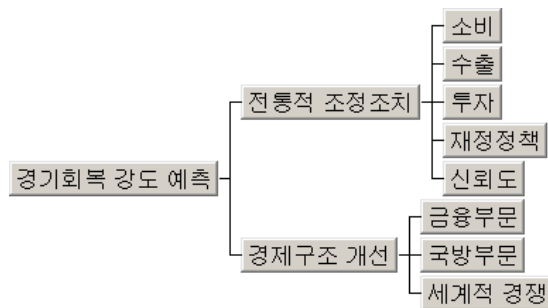 소비
수출
전통적 조정조치
투자
재정정책
경기회복 강도 예측
신뢰도
금융부문
경제구조 개선
국방부문
세계적 경쟁